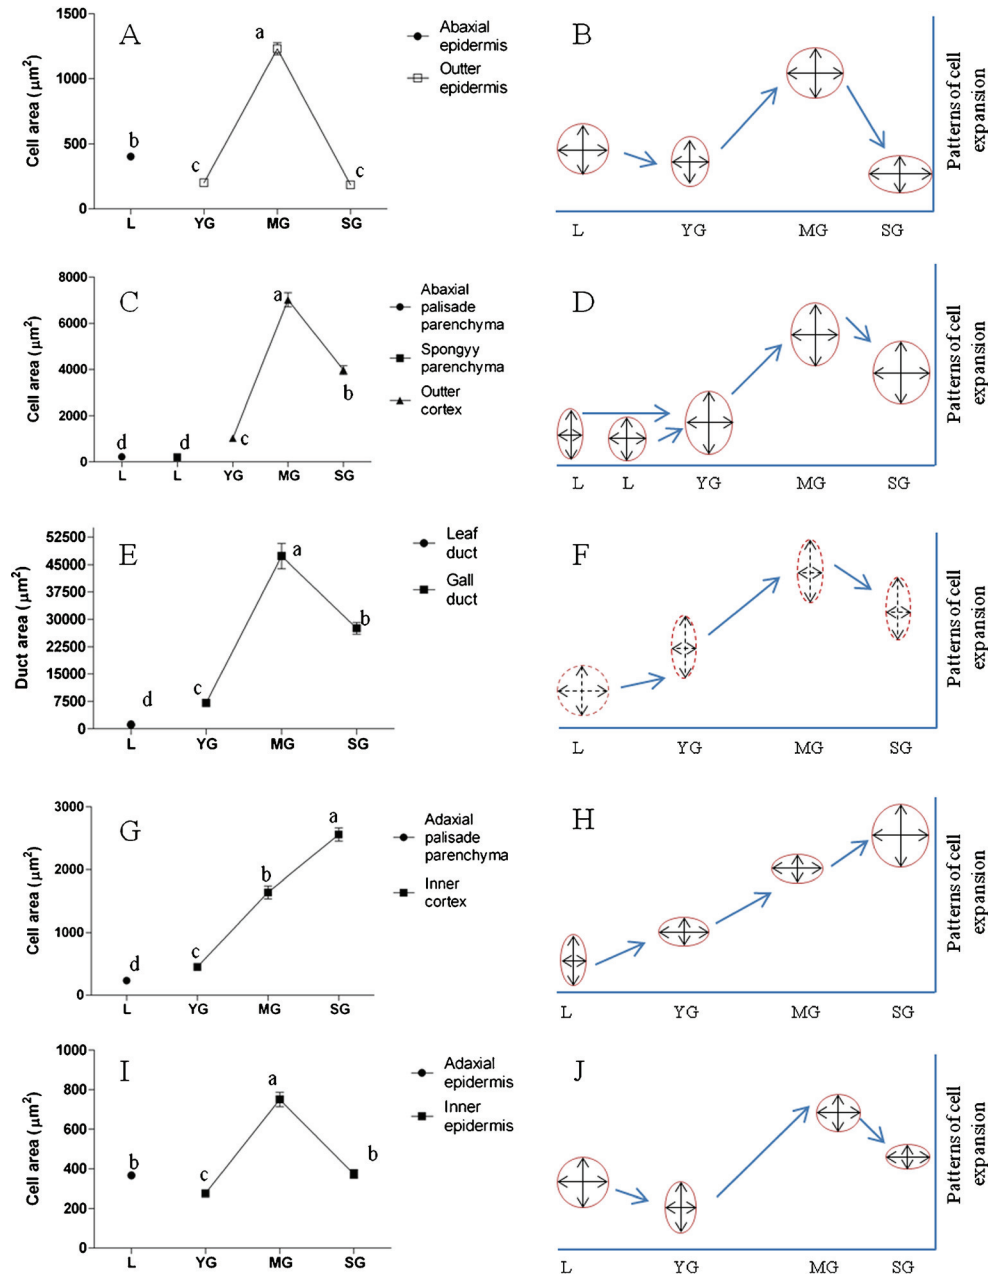 A
1500
1000
500
0
Cell area (μm²)
b
c
a
c
L YG MG SG
Abaxial
epidermis
Outter
epidermis
B
L YG MG SG
Patterns of cell
expansion
C
8000
6000
4000
2000
0
Cell area (μm²)
d
d
c
a
b
L L YG MG SG
Abaxial
palisade
parenchyma
Spongyy
parenchyma
Outter
cortex
D
L L YG MG SG
Patterns of cell
expansion
E
52500
45000
37500
30000
22500
15000
7500
0
Duct area (μm²)
d
c
a
b
L YG MG SG
Leaf
duct
Gall
duct
F
L YG MG SG
Patterns of cell
expansion
G
3000
2000
1000
0
Cell area (μm²)
d
c
b
a
L YG MG SG
Adaxial
palisade
parenchyma
Inner
cortex
H
L YG MG SG
Patterns of cell
expansion
I
1000
800
600
400
200
0
Cell area (μm²)
b
c
a
b
L YG MG SG
Adaxial
epidermis
Inner
epidermis
J
L YG MG SG
Patterns of cell
expansion